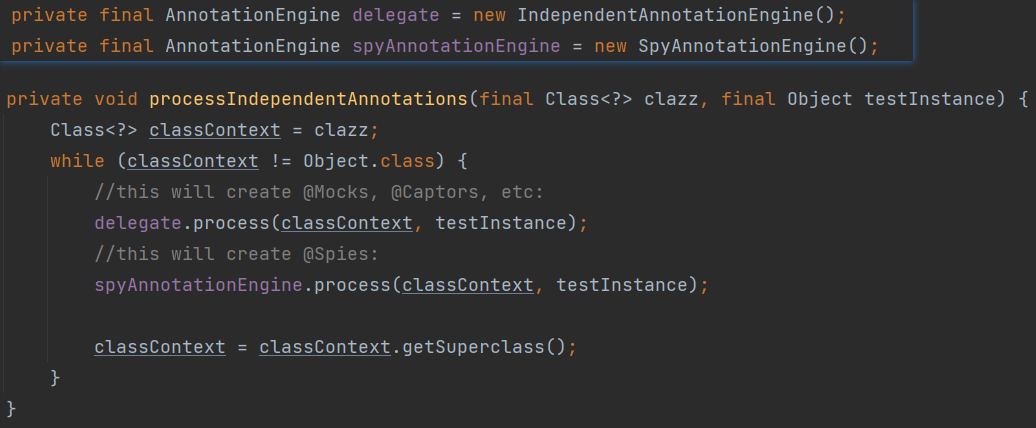 private final AnnotationEngine delegate = new IndependentAnnotationEngine();
private final AnnotationEngine spyAnnotationEngine = new SpyAnnotationEngine();
private void processIndependentAnnotations(final Class<?> clazz, final Object testInstance) {
Class<?> classContext = clazz;
while (classContext != Object.class) {
//this will create @Mocks, @Captors, etc:
delegate.process(classContext, testInstance);
//this will create @Spies:
spyAnnotationEngine.process(classContext, testInstance);
classContext = classContext.getSuperclass();
}
}